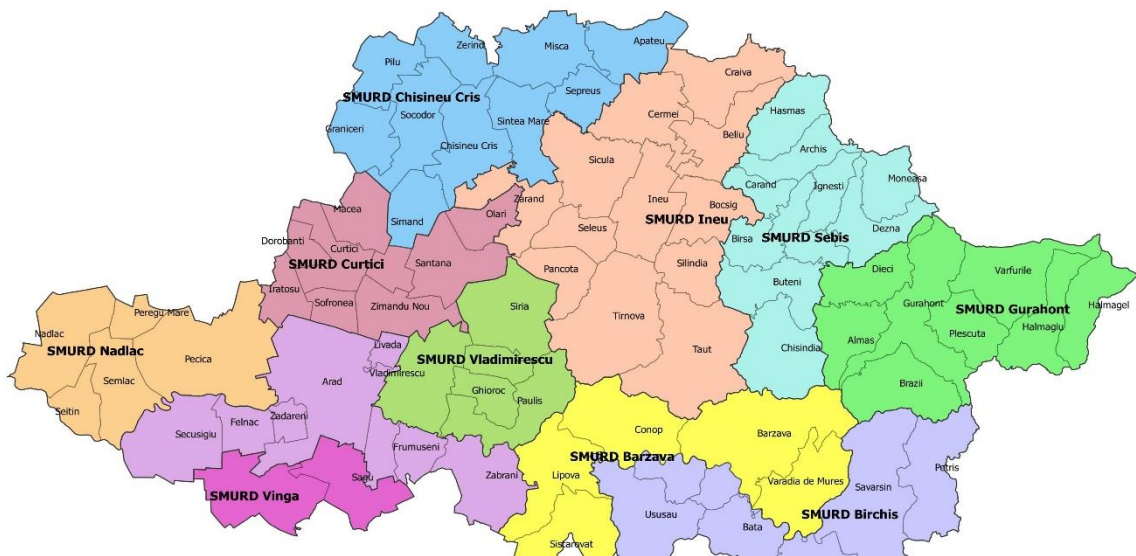 Zerind
Misca
Apateu
Pilu
Craiva
SMURD Chisineu Cris
Sepreus
Hasmas
Socodor
Sintea Mare
Cermei
Graniceri
Beliu
Chisineu Cris
Archis
Sicula
Moneasa
Carand
Ignesti
Zarand
Ineu
Macea
Olari
Bocsig
Simand
SMURD Ineu
Seleus
Dezna
Birsa
SMURD Sebis
Dorobanti
Curtici
SMURD Curtici
Santana
Silindia
Pancota
Dieci
Varfurile
Buteni
Iratosu
Sofronea
Zimandu Nou
Siria
Gurahont
SMURD Gurahont
Halmagel
Peregu Mare
Tirnova
Halmagiu
Nadlac
Livada
Almas
Plescuta
SMURD Nadlac
Pecica
SMURD Vladimirescu
Taut
Chisindia
Vladimirescu
Semlac
Arad
Ghioroc
Brazii
Paulis
Seitin
Zadareni
Felnac
Secusigiu
Conop
Barzava
Frumuseni
SMURD Barzava
Petris
Sagu
Zabrani
Lipova
Varadia de Mures
Savarsin
SMURD Vinga
Ususau
Bata
SMURD Birchis
Sistarovat